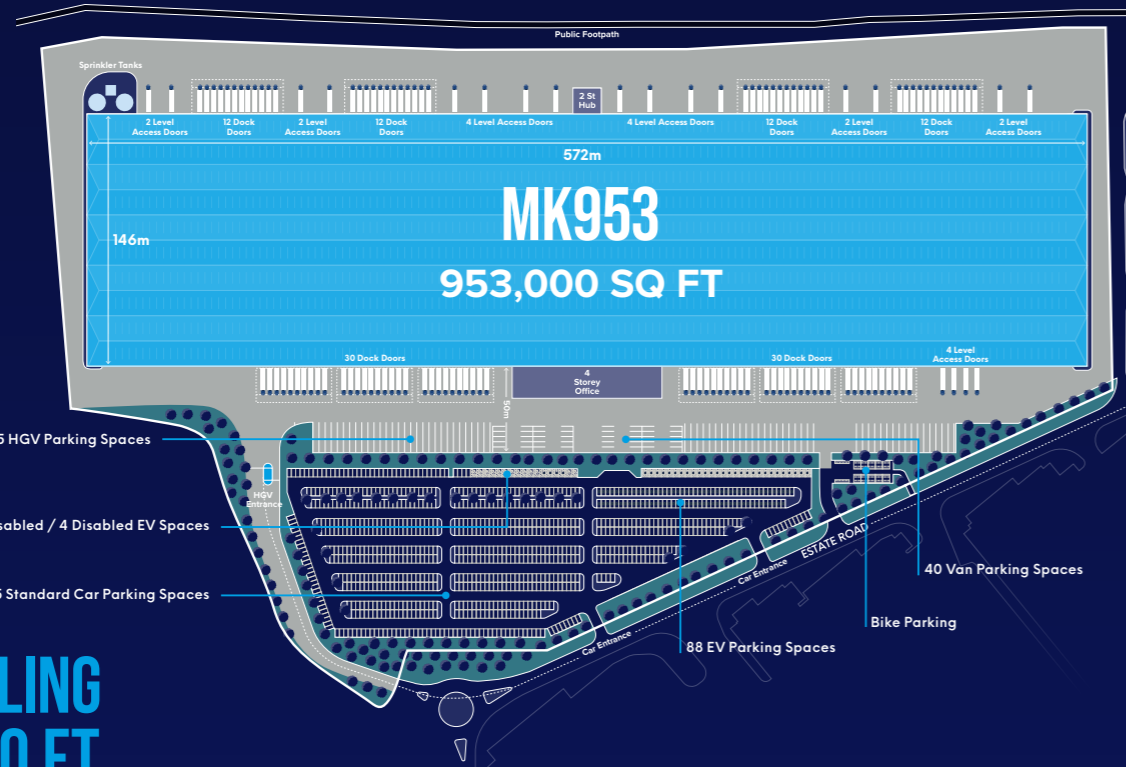 Public Footpath
Sprinkler Tanks
2 St
Hub
2 Level
Access Doors
12 Dock
Doors
2 Level
Access Doors
12 Dock
Doors
4 Level Access Doors
4 Level Access Doors
12 Dock
Doors
2 Level
Access Doors
12 Dock
Doors
2 Level
Access Doors
572m
MK953
146m
953,000 SQ FT
30 Dock Doors
4
Storey
Office
30 Dock Doors
4 Level
Access Doors
50m
5 HGV Parking Spaces
HGV
Entrance
sabled / 4 Disabled EV Spaces
ESTATE ROAD
Car Entrance
40 Van Parking Spaces
5 Standard Car Parking Spaces
Bike Parking
Car Entrance
88 EV Parking Spaces
LING
Q FT